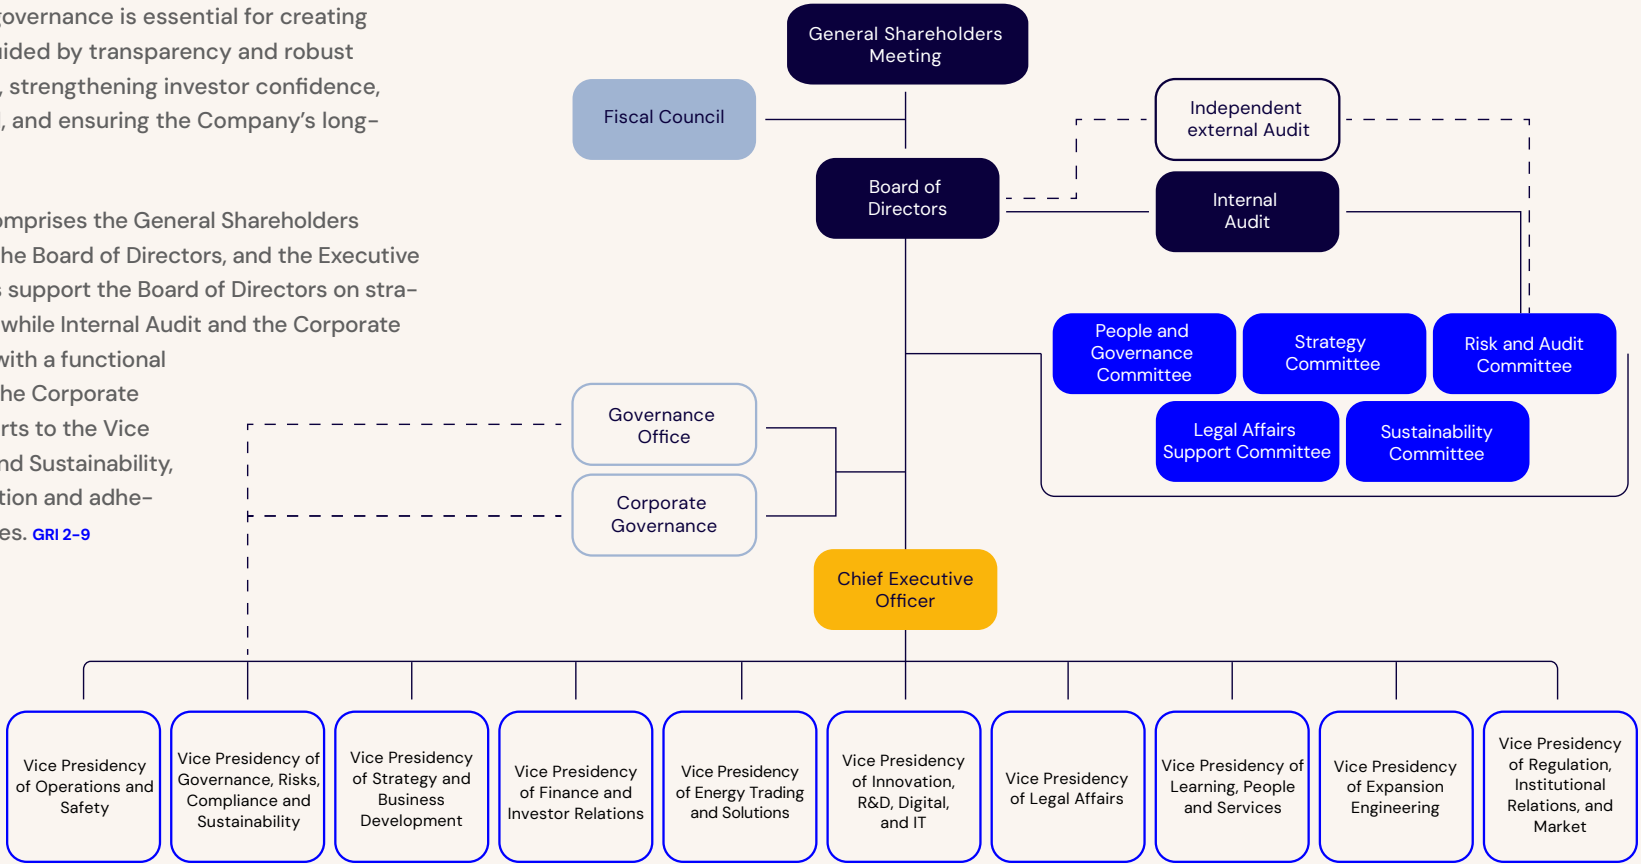 governance is essential for creating
uided by transparency and robust
, strengthening investor confidence,
l, and ensuring the Company's long-
omprises the General Shareholders
the Board of Directors, and the Executive
s support the Board of Directors on stra-
while Internal Audit and the Corporate
with a functional
the Corporate
rts to the Vice
nd Sustainability,
tion and adhe-
es. GRI 2-9
General Shareholders
Meeting
Fiscal Council
Independent
external Audit
Board of
Directors
Internal
Audit
People and
Governance
Committee
Strategy
Committee
Risk and Audit
Committee
Legal Affairs
Support Committee
Sustainability
Committee
Governance
Office
Corporate
Governance
Chief Executive
Officer
Vice Presidency
of Operations and
Safety
Vice Presidency of
Governance, Risks,
Compliance and
Sustainability
Vice Presidency
of Strategy and
Business
Development
Vice Presidency
of Finance and
Investor Relations
Vice Presidency
of Energy Trading
and Solutions
Vice Presidency
of Innovation,
R&D, Digital,
and IT
Vice Presidency
of Legal Affairs
Vice Presidency of
Learning, People
and Services
Vice Presidency
of Expansion
Engineering
Vice Presidency
of Regulation,
Institutional
Relations, and
Market